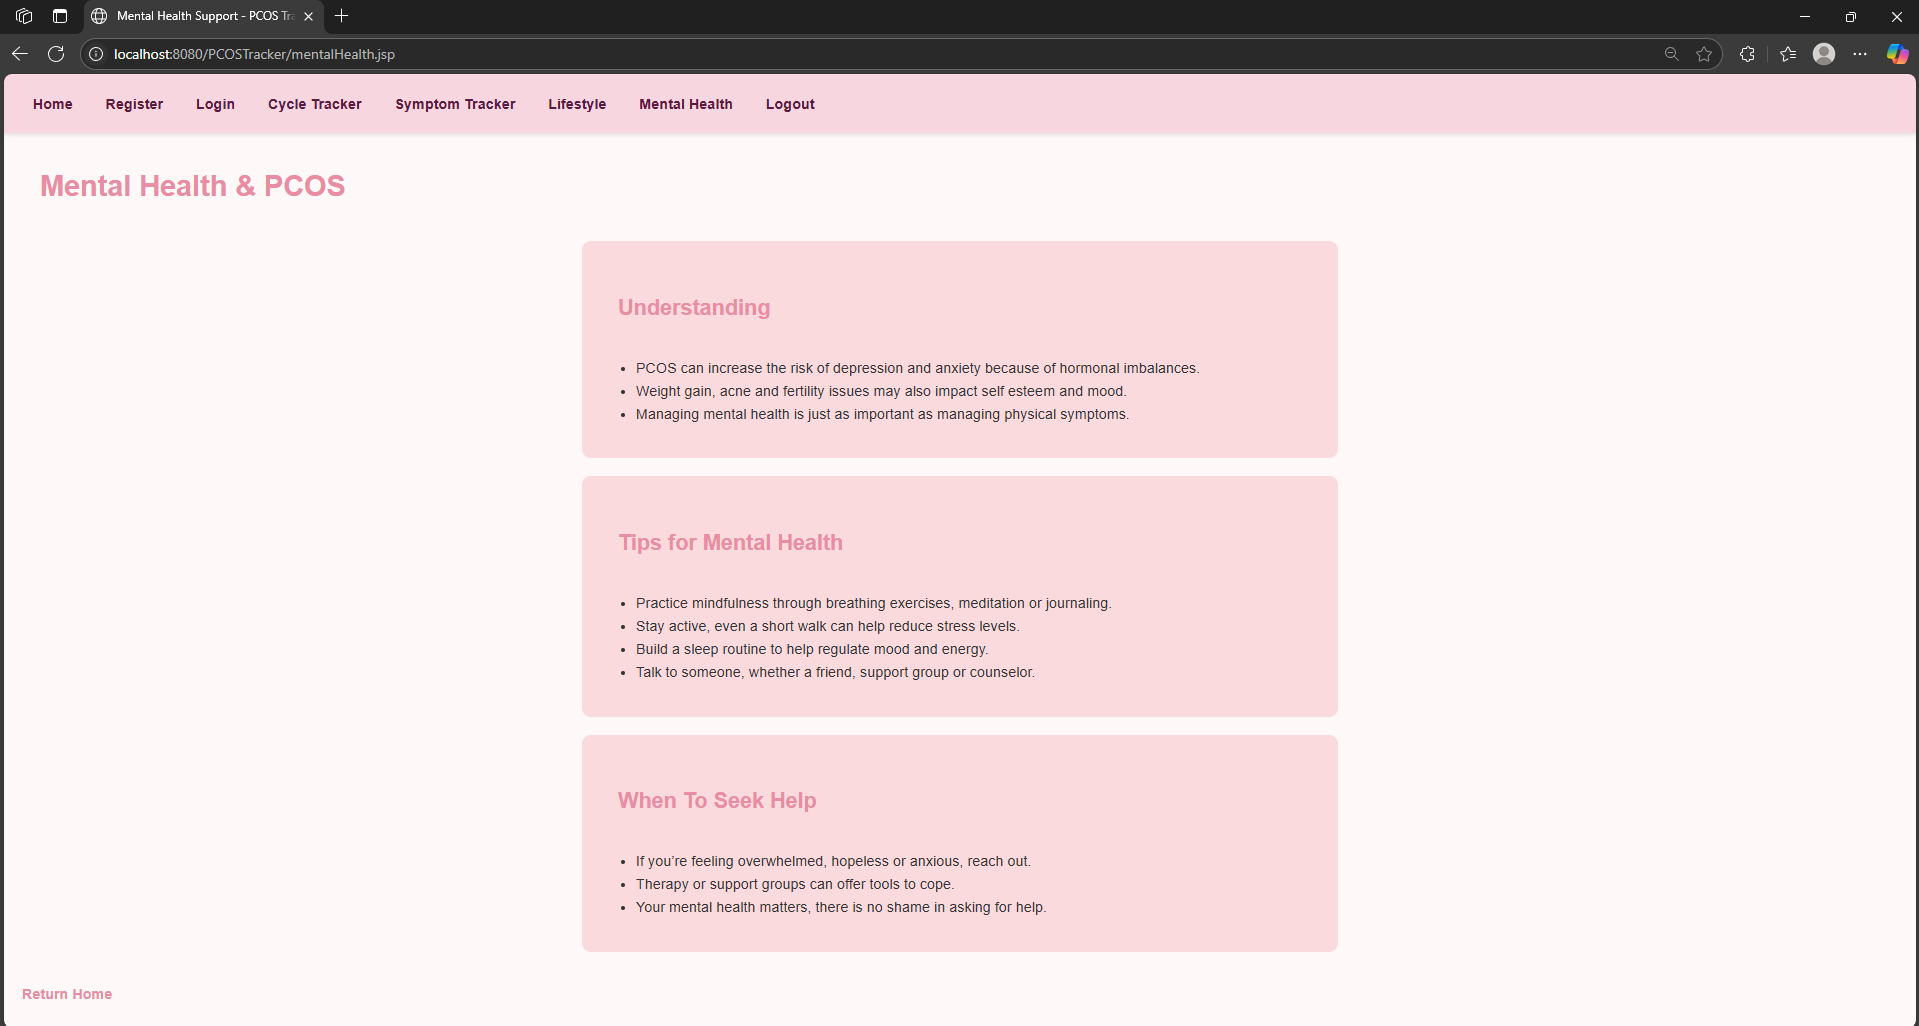 Mental Health Support - PCOS Tr
localhost:8080/PCOSTracker/mentalHealth.jsp
Home Register Login Cycle Tracker Symptom Tracker Lifestyle Mental Health Logout
Mental Health & PCOS
Understanding
• PCOS can increase the risk of depression and anxiety because of hormonal imbalances.
• Weight gain, acne and fertility issues may also impact self esteem and mood.
• Managing mental health is just as important as managing physical symptoms.
Tips for Mental Health
• Practice mindfulness through breathing exercises, meditation or journaling.
• Stay active, even a short walk can help reduce stress levels.
• Build a sleep routine to help regulate mood and energy.
• Talk to someone, whether a friend, support group or counselor.
When To Seek Help
• If you’re feeling overwhelmed, hopeless or anxious, reach out.
• Therapy or support groups can offer tools to cope.
• Your mental health matters, there is no shame in asking for help.
Return Home